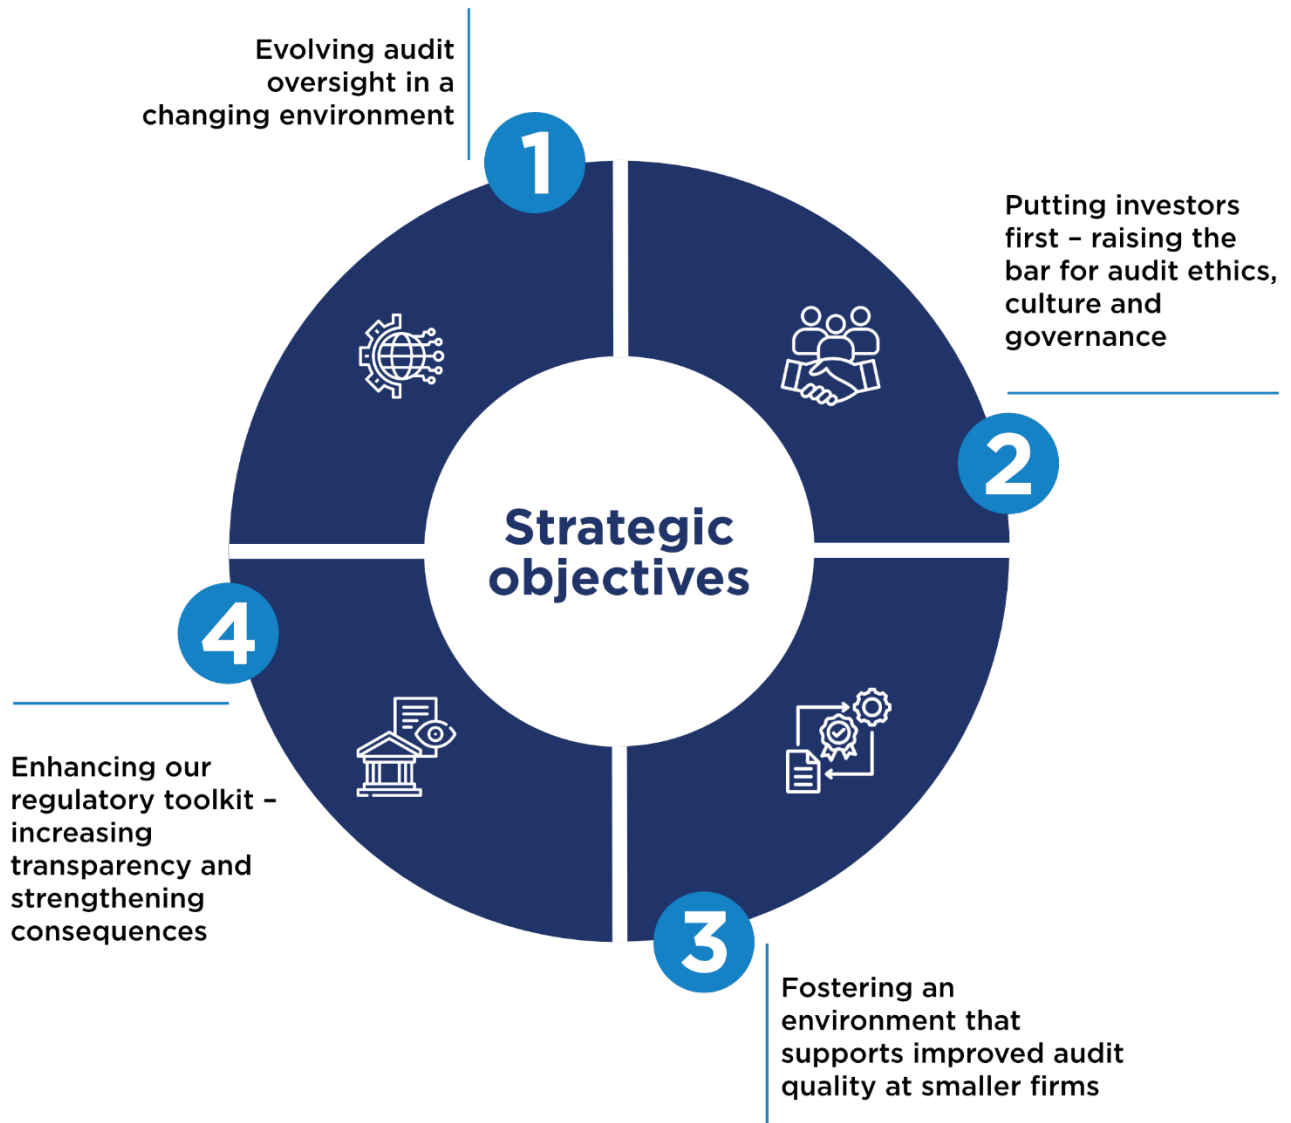 Evolving audit
oversight in a
changing environment
1
Putting investors
first – raising the
bar for audit ethics,
culture and
governance
2
Strategic
objectives
4
Enhancing our
regulatory toolkit –
increasing
transparency and
strengthening
consequences
3
Fostering an
environment that
supports improved audit
quality at smaller firms